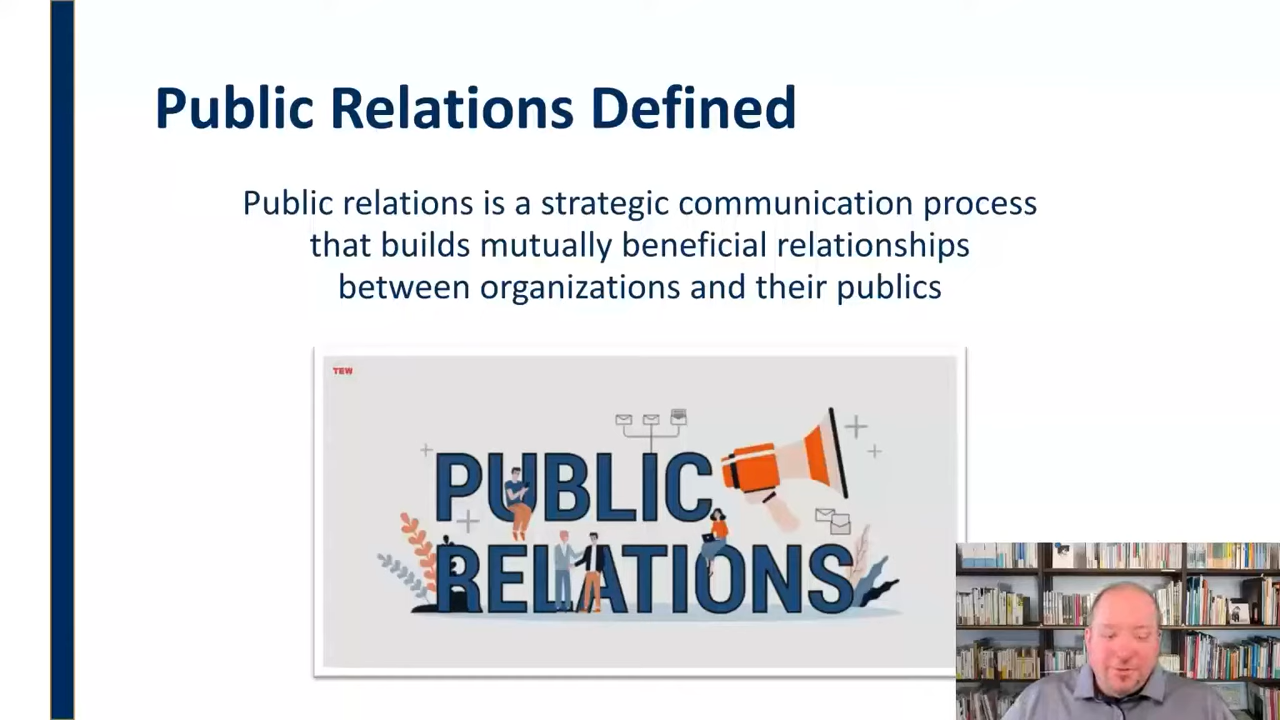 Public Relations Defined
Public relations is a strategic communication process
that builds mutually beneficial relationships
between organizations and their publics
TEW
PUBLIC
RELATIONS